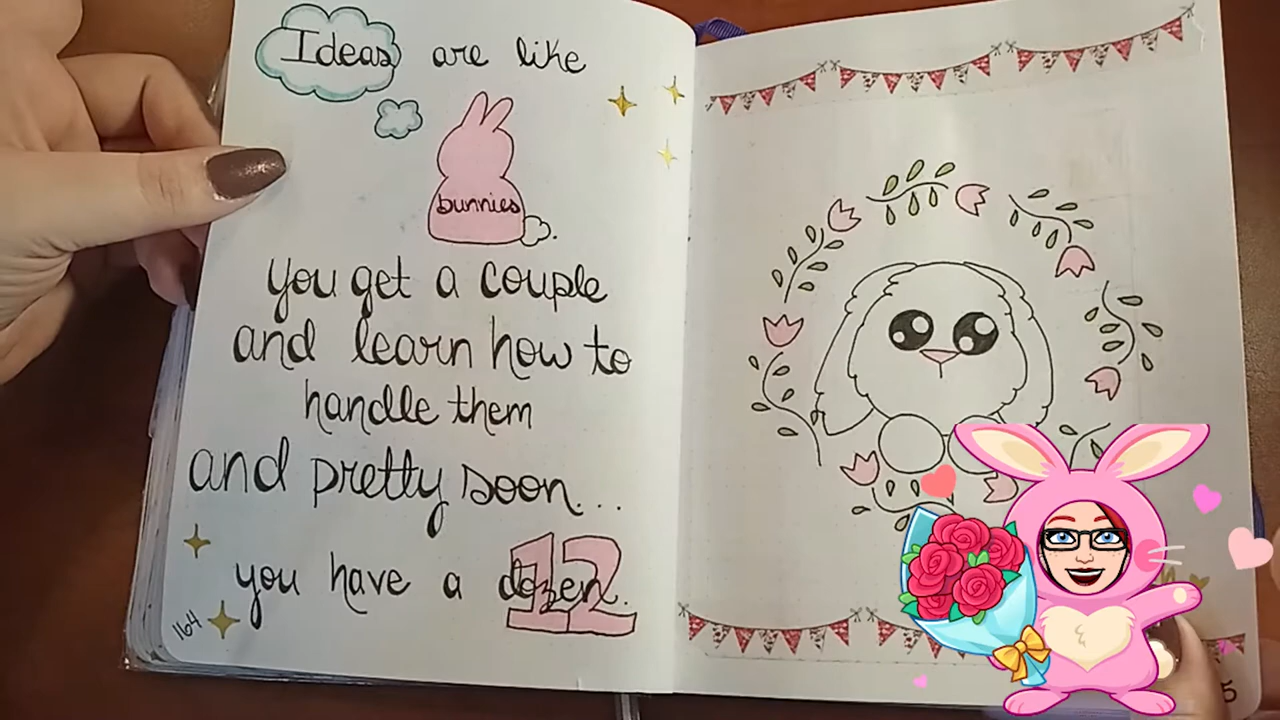 Ideas are like
bunnies
you get a couple
and learn how to
handle them
and pretty soon...
you have a dozen.
12
164
5